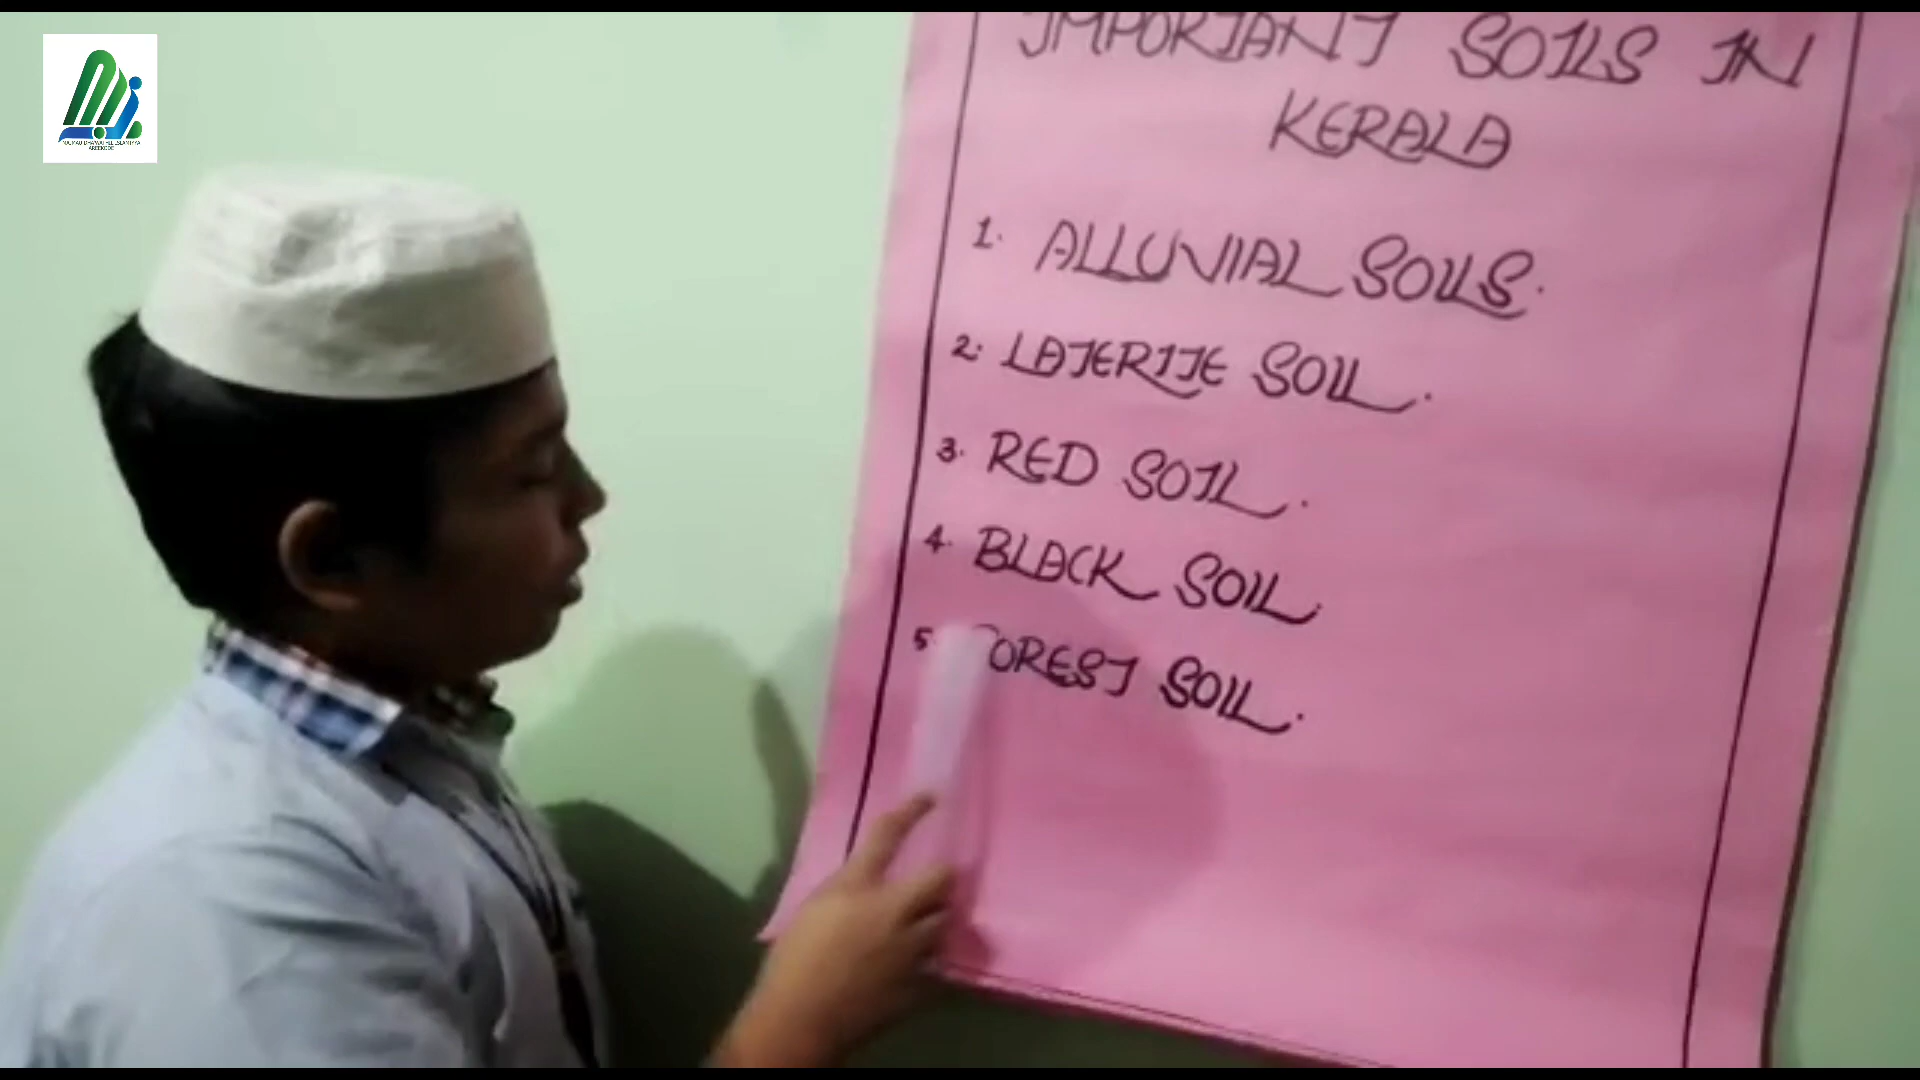 IMPORTANT SOILS IN
KERALA
1. ALLUVIAL SOILS.
2. LATERITE SOIL.
3. RED SOIL.
4. BLACK SOIL.
5. FOREST SOIL.
AREEKODE